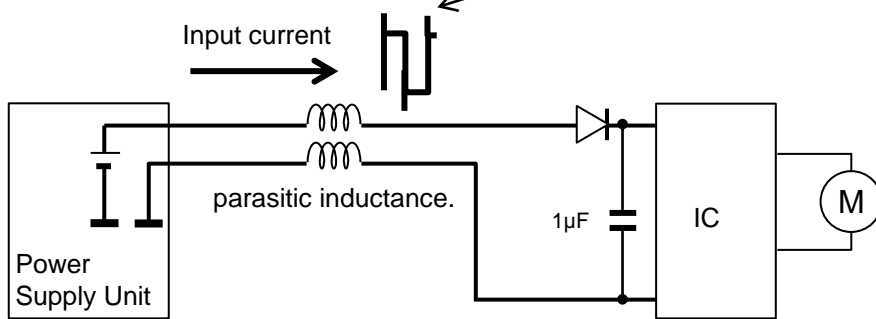 Input current
parasitic inductance.
1µF
IC
M
Power
Supply Unit